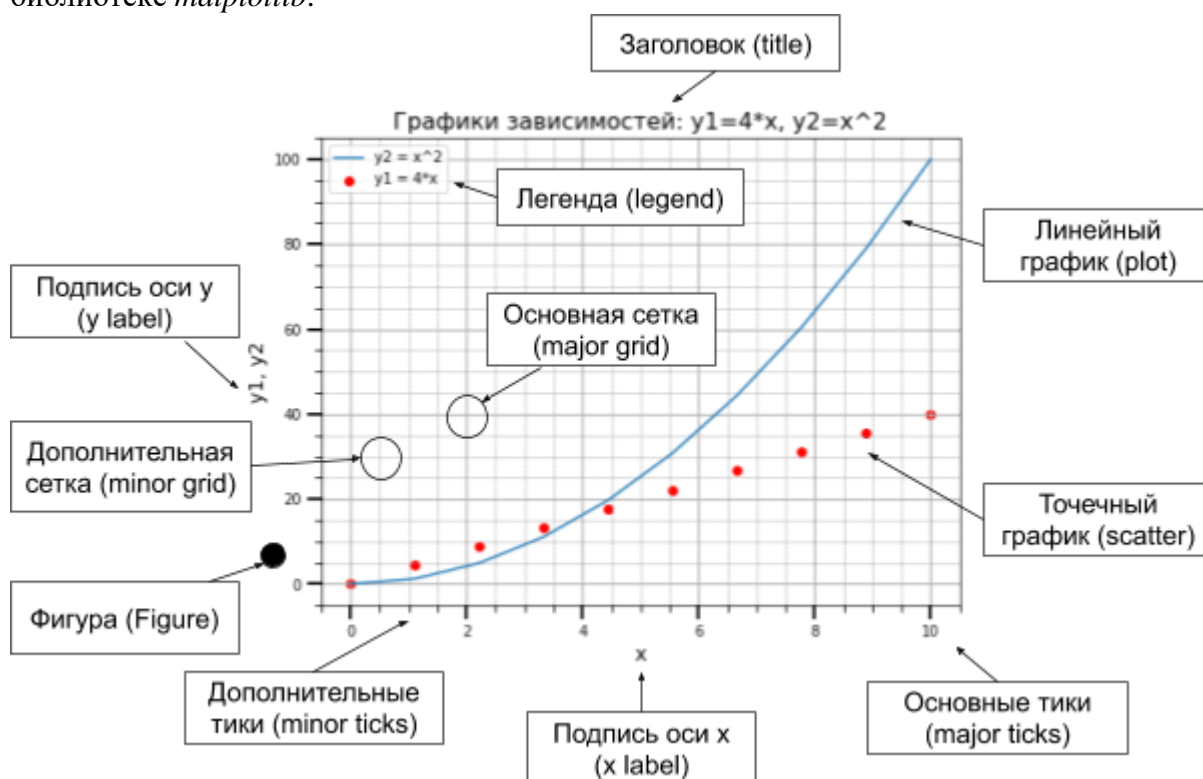 библиотеке matplotlib.
Заголовок (title)
Графики зависимостей: y1=4*x, y2=x^2
y2 = x^2
y1 = 4*x
Легенда (legend)
Линейный
график (plot)
Подпись оси y
(y label)
Основная сетка
(major grid)
y1, y2
Дополнительная
сетка (minor grid)
Точечный
график (scatter)
Фигура (Figure)
100
80
60
40
20
0
0 2 4 6 8 10
x
Дополнительные
тики (minor ticks)
Подпись оси x
(x label)
Основные тики
(major ticks)